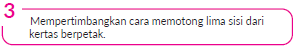 3
Mempertimbangkan cara memotong lima sisi dari
kertas berpetak.